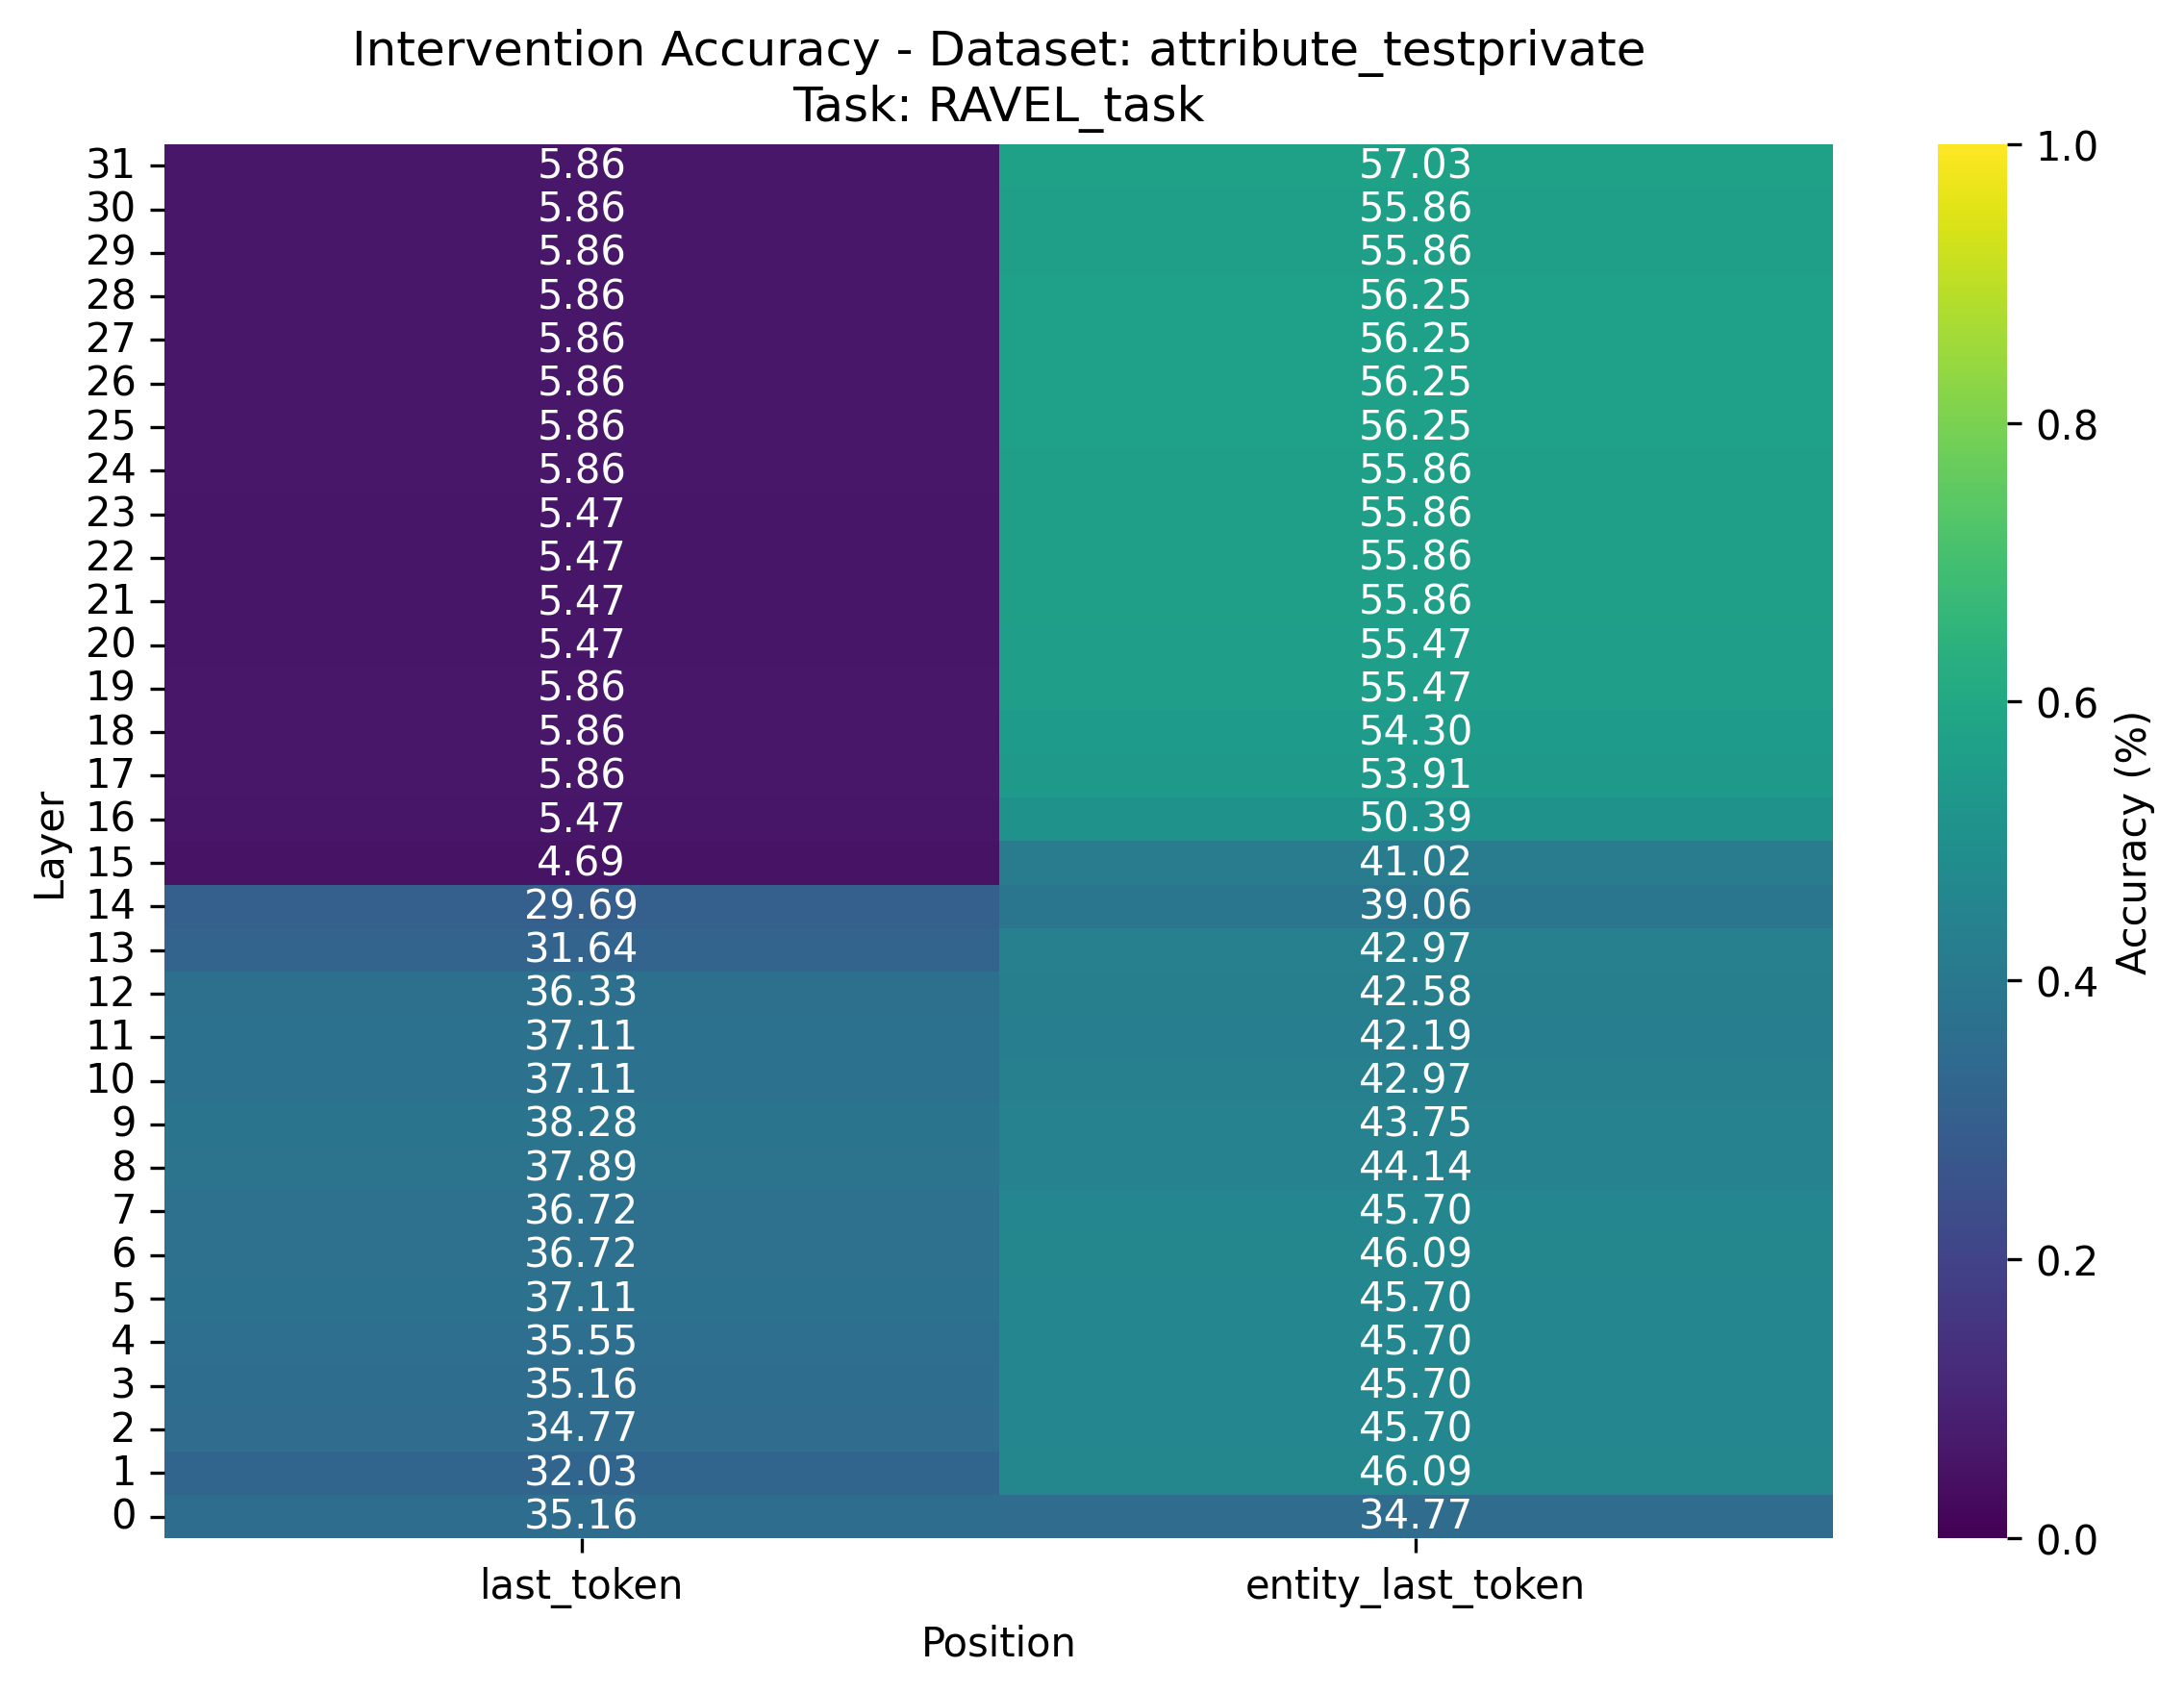 Intervention Accuracy - Dataset: attribute_testprivate
Task: RAVEL_task
31 5.86 57.03 1.0
30 5.86 55.86
29 5.86 55.86
28 5.86 56.25
27 5.86 56.25
26 5.86 56.25
25 5.86 56.25 0.8
24 5.86 55.86
23 5.47 55.86
22 5.47 55.86
21 5.47 55.86
20 5.47 55.47
19 5.86 55.47 0.6
18 5.86 54.30
17 5.86 53.91
16 5.47 50.39
Layer
Accuracy (%)
15 4.69 41.02
14 29.69 39.06
13 31.64 42.97
12 36.33 42.58 0.4
11 37.11 42.19
10 37.11 42.97
9 38.28 43.75
8 37.89 44.14
7 36.72 45.70
6 36.72 46.09 0.2
5 37.11 45.70
4 35.55 45.70
3 35.16 45.70
2 34.77 45.70
1 32.03 46.09
0 35.16 34.77 0.0
last_token entity_last_token
Position